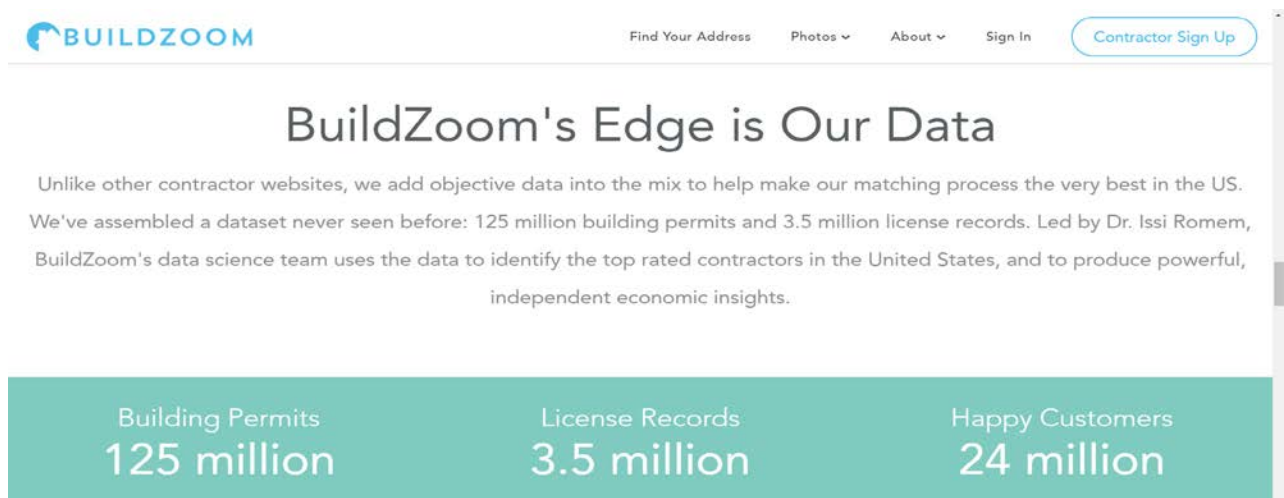 BUILDZOOM
Find Your Address Photos About Sign In Contractor Sign Up
BuildZoom's Edge is Our Data
Unlike other contractor websites, we add objective data into the mix to help make our matching process the very best in the US.
We've assembled a dataset never seen before: 125 million building permits and 3.5 million license records. Led by Dr. Issi Romem,
BuildZoom's data science team uses the data to identify the top rated contractors in the United States, and to produce powerful,
independent economic insights.
Building Permits
125 million
License Records
3.5 million
Happy Customers
24 million